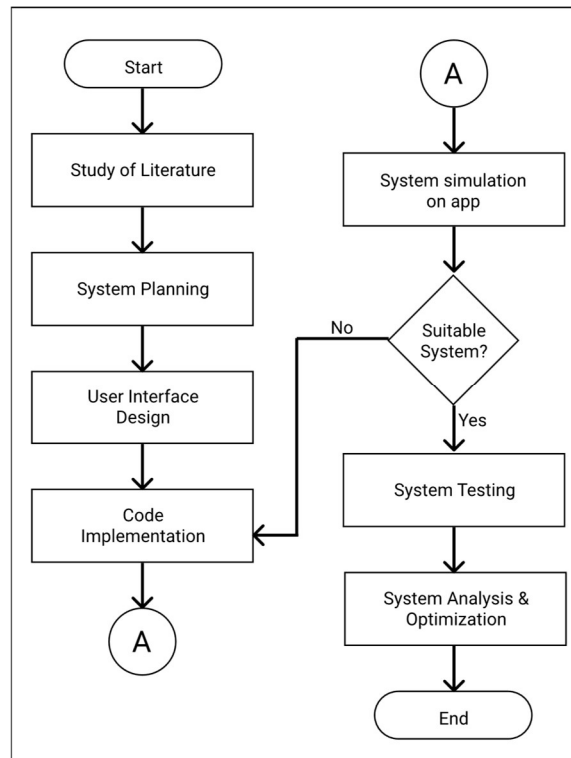 Start
Study of Literature
System Planning
User Interface
Design
Code
Implementation
A
A
System simulation
on app
Suitable
System?
No
Yes
System Testing
System Analysis &
Optimization
End